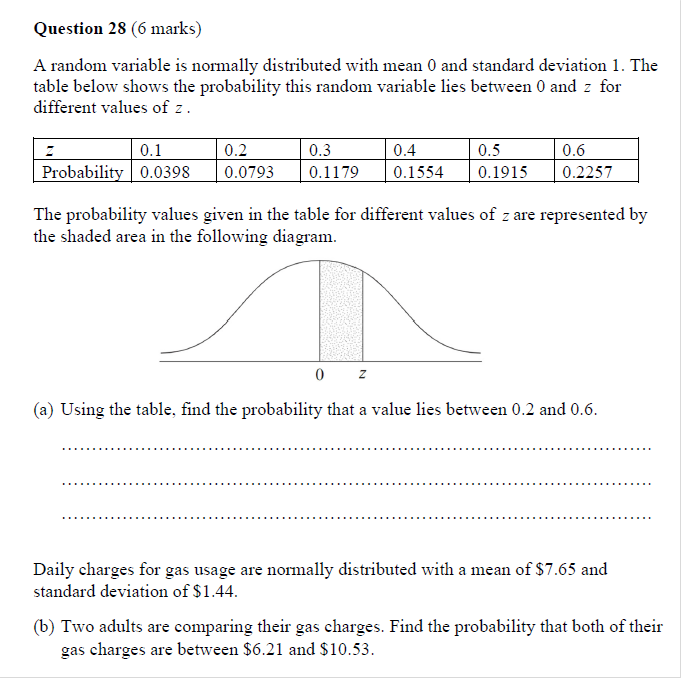 Question 28 (6 marks)
A random variable is normally distributed with mean 0 and standard deviation 1. The
table below shows the probability this random variable lies between 0 and z for
different values of z .
z 0.1 0.2 0.3 0.4 0.5 0.6
Probability 0.0398 0.0793 0.1179 0.1554 0.1915 0.2257
The probability values given in the table for different values of z are represented by
the shaded area in the following diagram.
0 z
(a) Using the table, find the probability that a value lies between 0.2 and 0.6.
Daily charges for gas usage are normally distributed with a mean of $7.65 and
standard deviation of $1.44.
(b) Two adults are comparing their gas charges. Find the probability that both of their
gas charges are between $6.21 and $10.53.